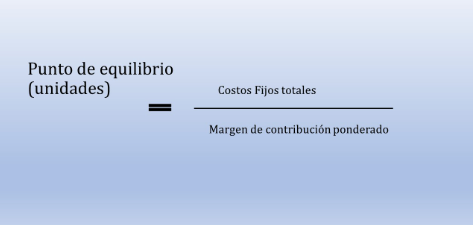 Punto de equilibrio
(unidades)
=
Costos Fijos totales
Margen de contribución ponderado